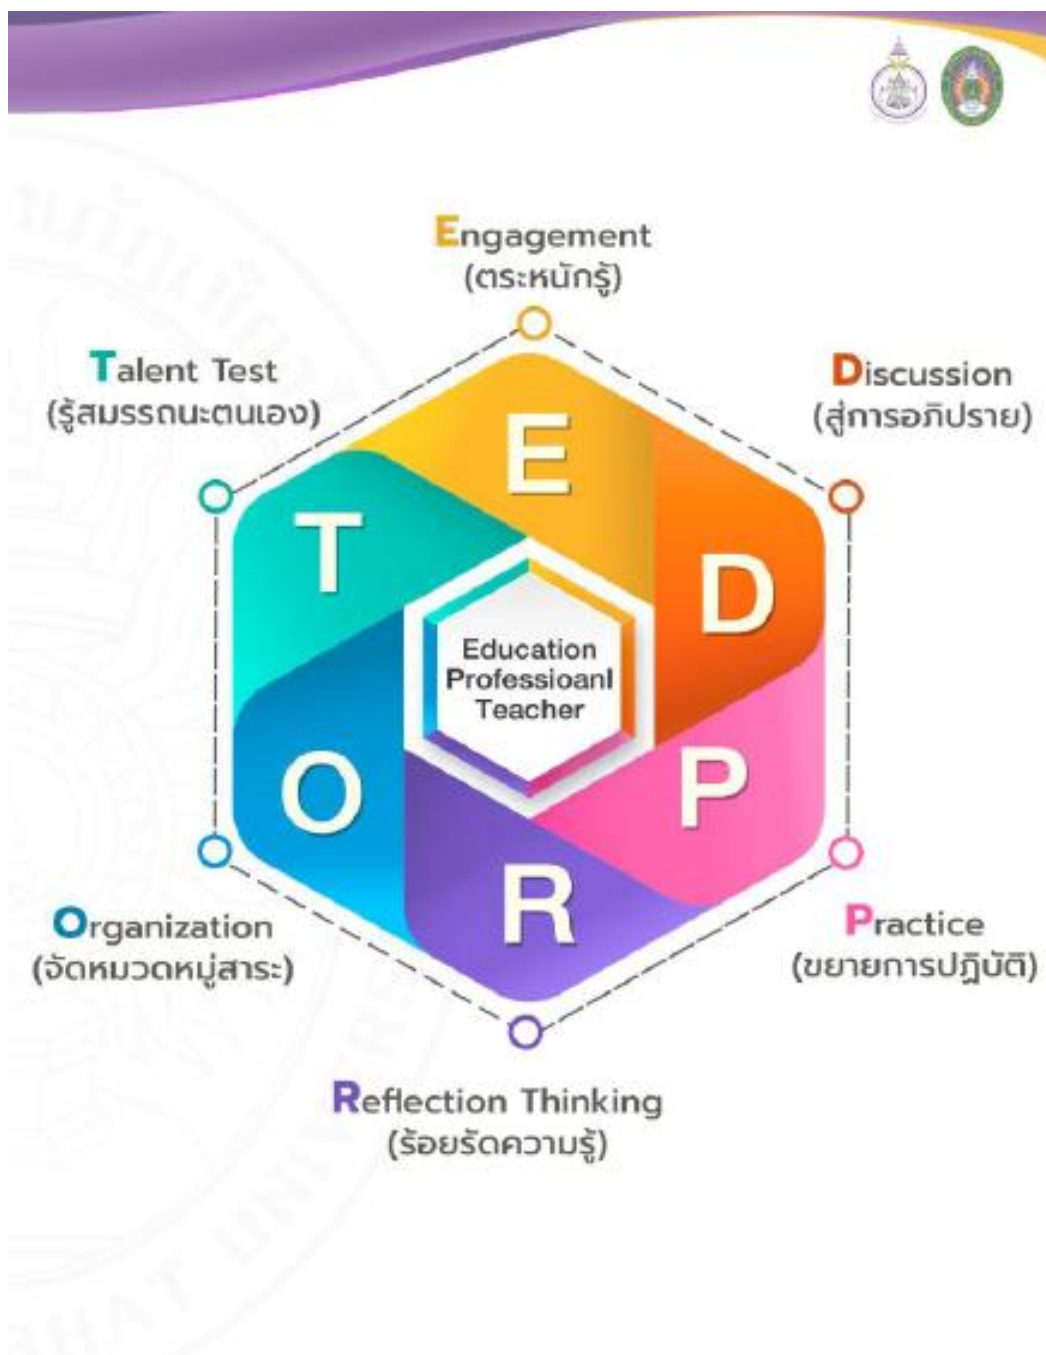 Engagement
(ตระหนักรู้)
Talent Test
(รู้สมรรถนะตนเอง)
Discussion
(สู่การอภิปราย)
E
T
D
Education
Professioanl
Teacher
O
P
R
Organization
(จัดหมวดหมู่สาระ)
Practice
(ขยายการปฏิบัติ)
Reflection Thinking
(ร้อยรัดความรู้)